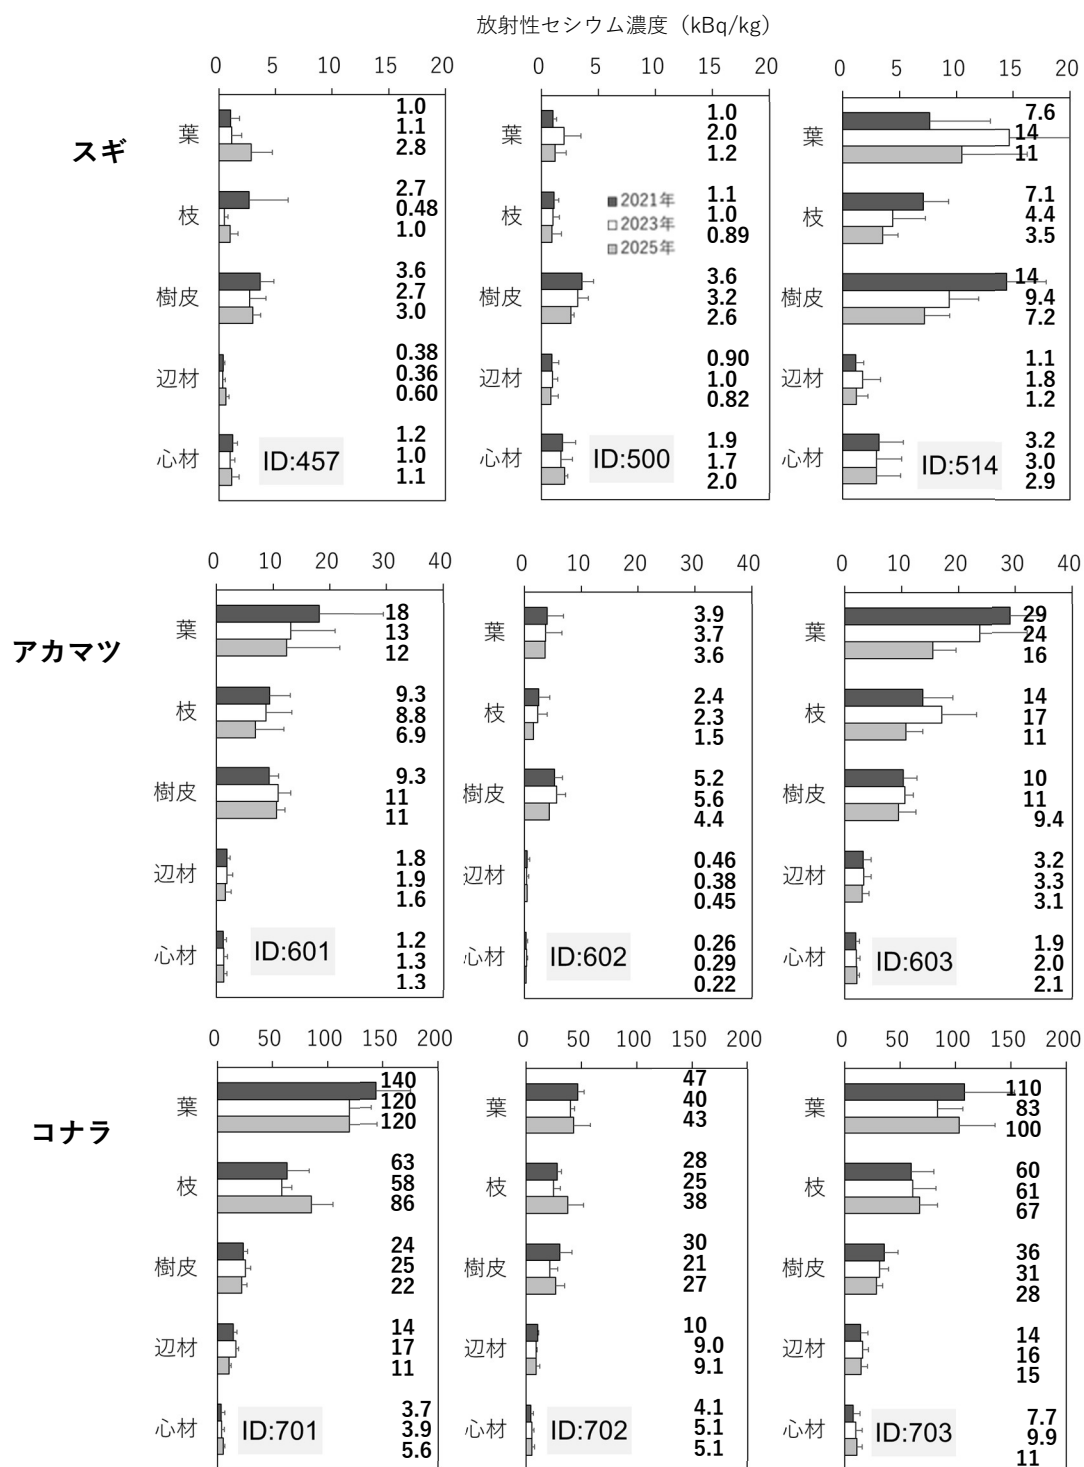 放射性セシウム濃度（kBq/kg）
0 5 10 15 20
0 5 10 15 20
0 5 10 15 20
スギ
葉
1.0
1.1
2.8
枝
2.7
0.48
1.0
樹皮
3.6
2.7
3.0
辺材
0.38
0.36
0.60
心材
1.2
1.0
1.1
ID:457
葉
1.0
2.0
1.2
枝
■2021年
□2023年
■2025年
1.1
1.0
0.89
樹皮
3.6
3.2
2.6
辺材
0.90
1.0
0.82
心材
1.9
1.7
2.0
ID:500
葉
7.6
14
11
枝
7.1
4.4
3.5
樹皮
14
9.4
7.2
辺材
1.1
1.8
1.2
心材
3.2
3.0
2.9
ID:514
0 10 20 30 40
0 10 20 30 40
0 10 20 30 40
アカマツ
葉
18
13
12
枝
9.3
8.8
6.9
樹皮
9.3
11
11
辺材
1.8
1.9
1.6
心材
1.2
1.3
1.3
ID:601
葉
3.9
3.7
3.6
枝
2.4
2.3
1.5
樹皮
5.2
5.6
4.4
辺材
0.46
0.38
0.45
心材
0.26
0.29
0.22
ID:602
葉
29
24
16
枝
14
17
11
樹皮
10
11
9.4
辺材
3.2
3.3
3.1
心材
1.9
2.0
2.1
ID:603
0 50 100 150 200
0 50 100 150 200
0 50 100 150 200
コナラ
葉
140
120
120
枝
63
58
86
樹皮
24
25
22
辺材
14
17
11
心材
3.7
3.9
5.6
ID:701
葉
47
40
43
枝
28
25
38
樹皮
30
21
27
辺材
10
9.0
9.1
心材
4.1
5.1
5.1
ID:702
葉
110
83
100
枝
60
61
67
樹皮
36
31
28
辺材
14
16
15
心材
7.7
9.9
11
ID:703